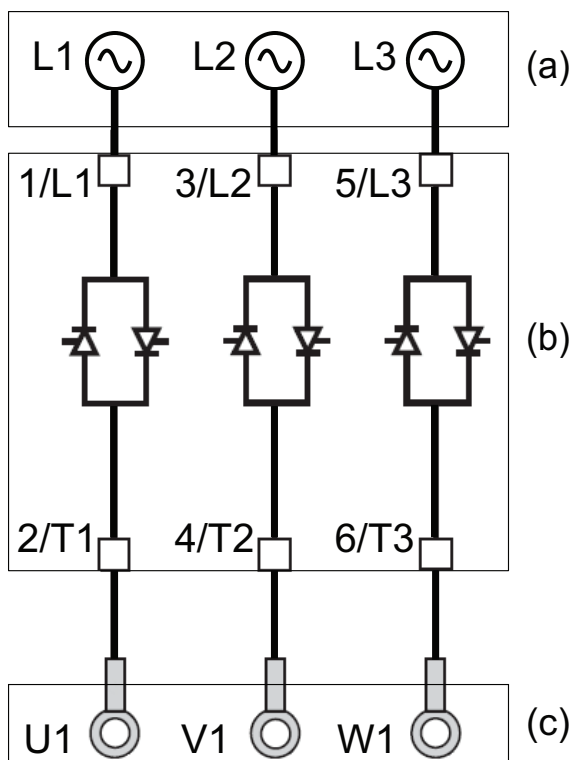 L1 L2 L3 (a)
1/L1 3/L2 5/L3
(b)
2/T1 4/T2 6/T3
U1 V1 W1 (c)